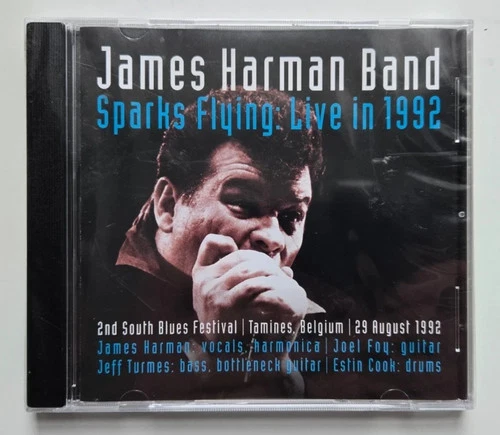 James Harman Band
Sparks Flying: Live in 1992
2nd South Blues Festival | Tamines, Belgium | 29 August 1992
James Harman: vocals, harmonica | Joel Foy: guitar
Jeff Turmes: bass, bottleneck guitar | Estin Cook: drums